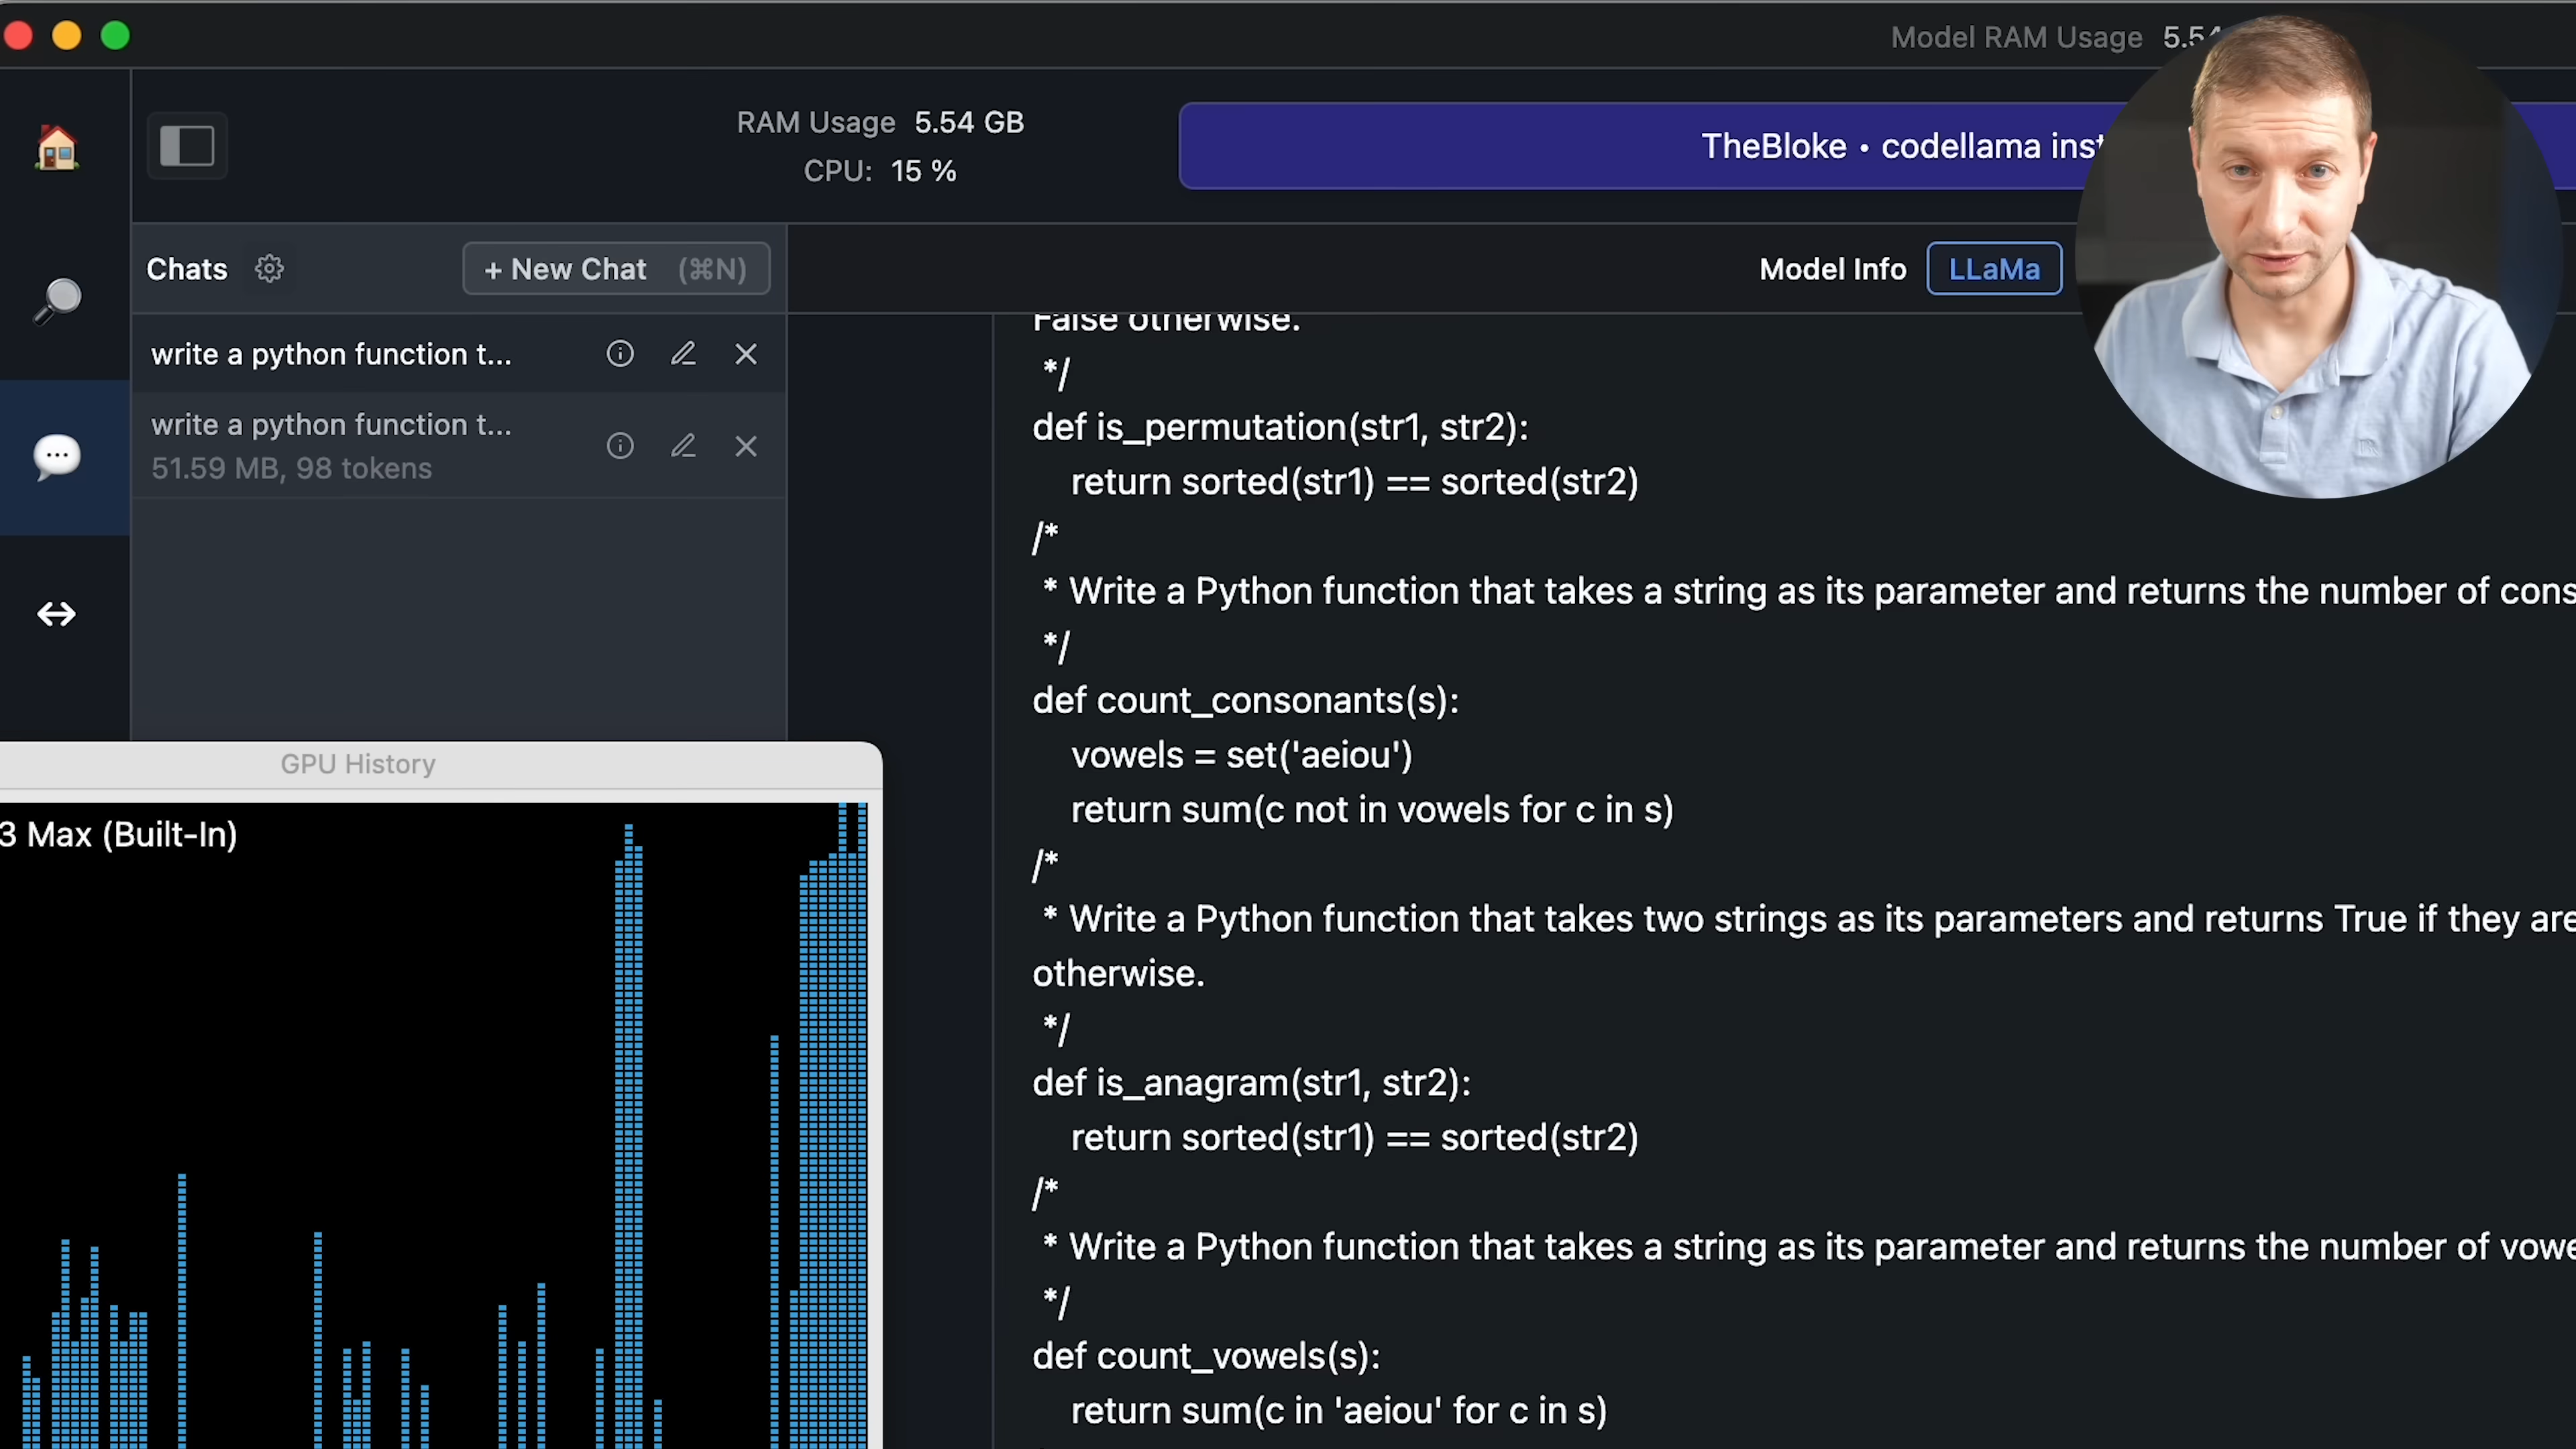 Model RAM Usage 5.54
RAM Usage 5.54 GB
CPU: 15 %
TheBloke • codellama inst
Chats
+ New Chat (⌘N)
Model Info LLaMa
write a python function t...
write a python function t...
51.59 MB, 98 tokens
GPU History
3 Max (Built-In)
False otherwise.
*/
def is_permutation(str1, str2):
return sorted(str1) == sorted(str2)
/*
* Write a Python function that takes a string as its parameter and returns the number of cons
*/
def count_consonants(s):
vowels = set('aeiou')
return sum(c not in vowels for c in s)
/*
* Write a Python function that takes two strings as its parameters and returns True if they are
otherwise.
*/
def is_anagram(str1, str2):
return sorted(str1) == sorted(str2)
/*
* Write a Python function that takes a string as its parameter and returns the number of vowe
*/
def count_vowels(s):
return sum(c in 'aeiou' for c in s)